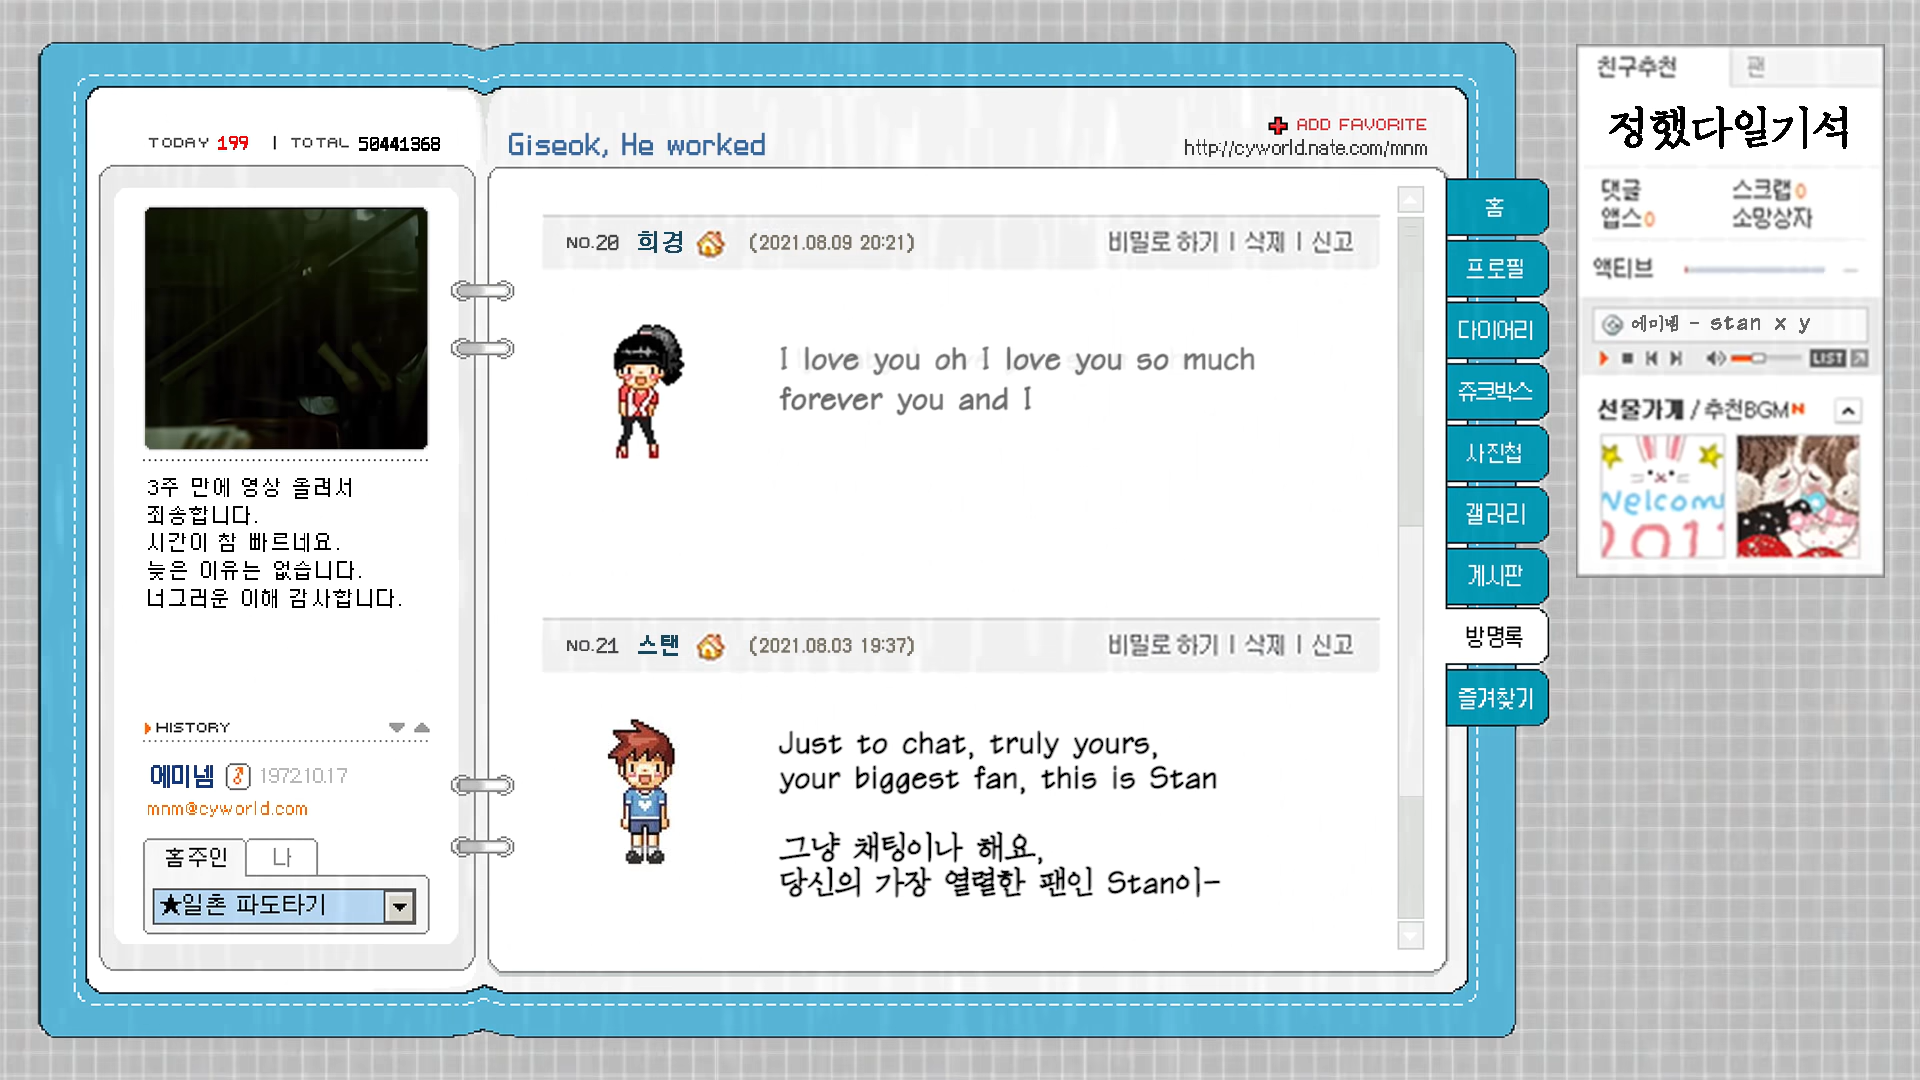 TODAY 199 | TOTAL 50441368
Giseok, He worked
ADD FAVORITE
http://cyworld.nate.com/mnm
3주 만에 영상 올려서
죄송합니다.
시간이 참 빠르네요.
늦은 이유는 없습니다.
너그러운 이해 감사합니다.
HISTORY
에미넴 1972.10.17
mnm@cyworld.com
홈주인 나
★일촌 파도타기
NO.20 희경 (2021.08.09 20:21) 비밀로 하기 | 삭제 | 신고
I love you oh I love you so much
forever you and I
NO.21 스탠 (2021.08.03 19:37) 비밀로 하기 | 삭제 | 신고
Just to chat, truly yours,
your biggest fan, this is Stan
그냥 채팅이나 해요,
당신의 가장 열렬한 팬인 Stan이-
홈
프로필
다이어리
쥬크박스
사진첩
갤러리
게시판
방명록
즐겨찾기
친구추천 팬
정했다일기석
댓글 스크랩0
앱스0 소망상자
액티브
에미넴 - stan x y
LIST
선물가게 / 추천BGM N
Welcome
2011